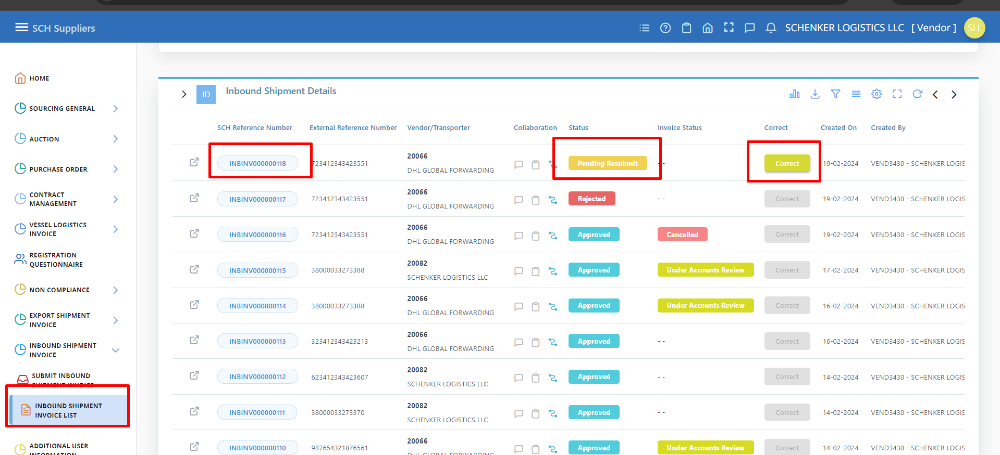 SCH Suppliers
SCHENKER LOGISTICS LLC [ Vendor ] SLL
HOME
SOURCING GENERAL
AUCTION
PURCHASE ORDER
CONTRACT
MANAGEMENT
VESSEL LOGISTICS
INVOICE
REGISTRATION
QUESTIONNAIRE
NON COMPLIANCE
EXPORT SHIPMENT
INVOICE
INBOUND SHIPMENT
INVOICE
SUBMIT INBOUND
SHIPMENT INVOICE
INBOUND SHIPMENT
INVOICE LIST
ADDITIONAL USER
INFORMATION
ID Inbound Shipment Details
SCH Reference Number External Reference Number Vendor/Transporter Collaboration Status Invoice Status Correct Created On Created By
INBINV000000118 723412343423551 20066 Pending Resubmit - - Correct 19-02-2024 VEND3430 - SCHENKER LOGIS
DHL GLOBAL FORWARDING
INBINV000000117 723412343423551 20066 Rejected - - Correct 19-02-2024 VEND3430 - SCHENKER LOGIS
DHL GLOBAL FORWARDING
INBINV000000116 723412343423551 20066 Approved Cancelled Correct 19-02-2024 VEND3430 - SCHENKER LOGIS
DHL GLOBAL FORWARDING
INBINV000000115 38000033273388 20082 Approved Under Accounts Review Correct 17-02-2024 VEND3430 - SCHENKER LOGIS
SCHENKER LOGISTICS LLC
INBINV000000114 38000033273388 20066 Approved Under Accounts Review Correct 16-02-2024 VEND3430 - SCHENKER LOGIS
DHL GLOBAL FORWARDING
INBINV000000113 323412343423213 20066 Approved - - Correct 16-02-2024 VEND3430 - SCHENKER LOGIS
DHL GLOBAL FORWARDING
INBINV000000112 623412343423607 20082 Approved - - Correct 14-02-2024 VEND3430 - SCHENKER LOGIS
SCHENKER LOGISTICS LLC
INBINV000000111 38000033273370 20082 Approved - - Correct 14-02-2024 VEND3430 - SCHENKER LOGIS
SCHENKER LOGISTICS LLC
INBINV000000110 987654321876561 20066 Approved Under Accounts Review Correct 14-02-2024 VEND3430 - SCHENKER LOGIS
DHL GLOBAL FORWARDING